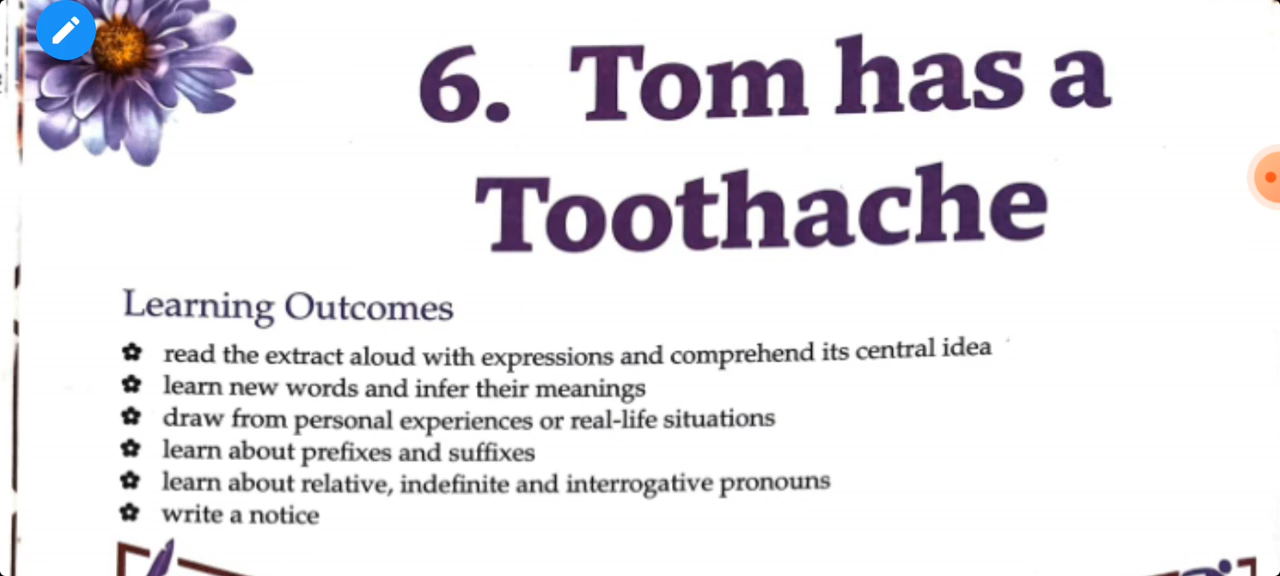 6. Tom has a
Toothache
Learning Outcomes
✿ read the extract aloud with expressions and comprehend its central idea
✿ learn new words and infer their meanings
✿ draw from personal experiences or real-life situations
✿ learn about prefixes and suffixes
✿ learn about relative, indefinite and interrogative pronouns
✿ write a notice